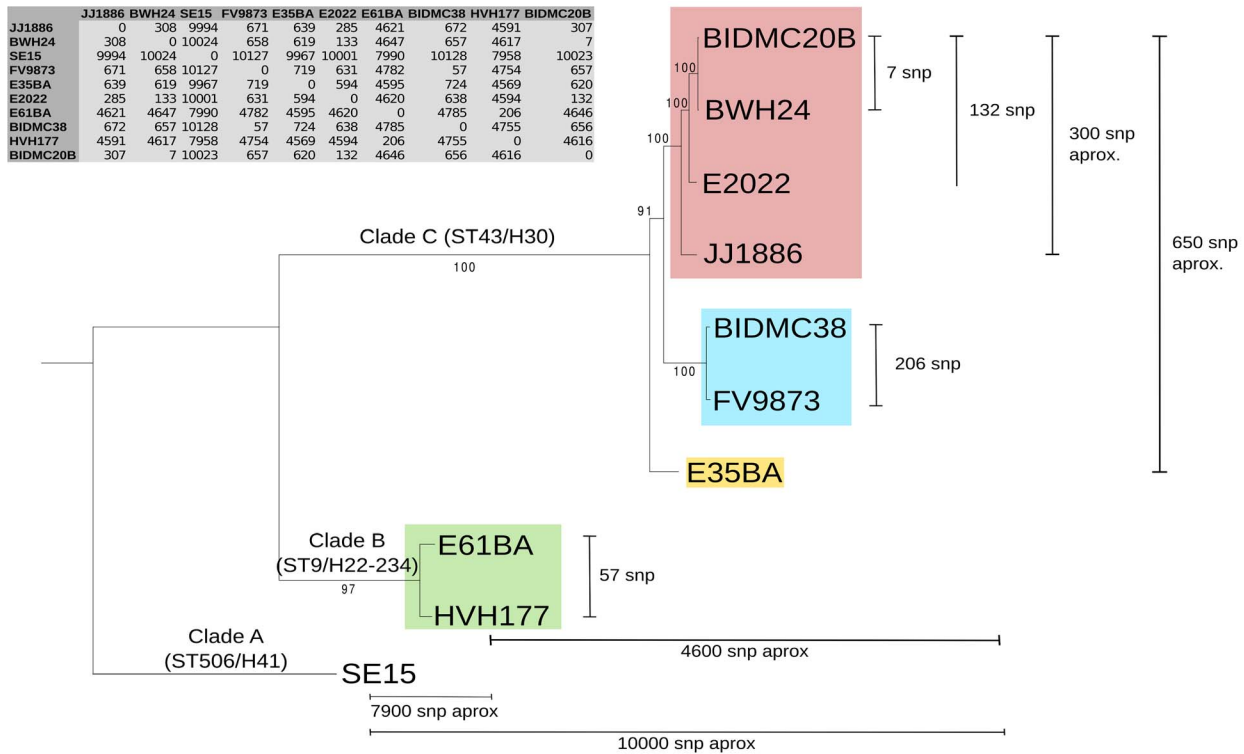 JJ1886 BWH24 SE15 FV9873 E35BA E2022 E61BA BIDMC38 HVH177 BIDMC20B
JJ1886 0 308 9994 671 639 285 4621 672 4591 307
BWH24 308 0 10024 658 619 133 4647 657 4617 7
SE15 9994 10024 0 10127 9967 10001 7990 10128 7958 10023
FV9873 671 658 10127 0 719 631 4782 57 4754 657
E35BA 639 619 9967 719 0 594 4595 724 4569 620
E2022 285 133 10001 631 594 0 4620 638 4594 132
E61BA 4621 4647 7990 4782 4595 4620 0 4785 206 4646
BIDMC38 672 657 10128 57 724 638 4785 0 4755 656
HVH177 4591 4617 7958 4754 4569 4594 206 4755 0 4616
BIDMC20B 307 7 10023 657 620 132 4646 656 4616 0
BIDMC20B
100
7 snp
100
BWH24
132 snp
300 snp
aprox.
100
E2022
91
Clade C (ST43/H30)
100
JJ1886
650 snp
aprox.
BIDMC38
100
206 snp
FV9873
E35BA
Clade B
(ST9/H22-234)
97
E61BA
57 snp
HVH177
Clade A
(ST506/H41)
4600 snp aprox
SE15
7900 snp aprox
10000 snp aprox